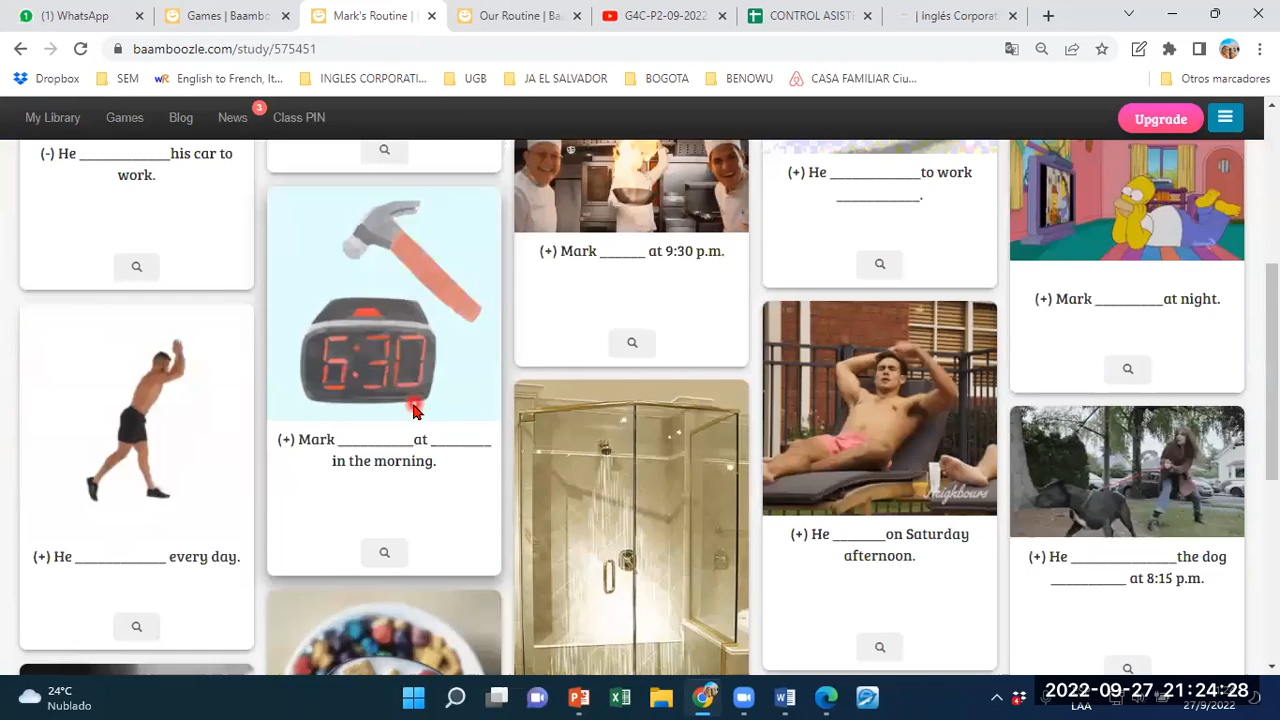 (1) WhatsApp
Games | Baambo
Mark's Routine |
Our Routine | Baa
G4C-P2-09-2022
CONTROL ASIST
| Inglés Corporat
baamboozle.com/study/575451
Dropbox
SEM
English to French, It...
INGLES CORPORATI...
UGB
JA EL SALVADOR
BOGOTA
BENOWU
CASA FAMILIAR Ciu...
Otros marcadores
My Library
Games
Blog
News
3
Class PIN
Upgrade
(-) He _____________his car to
work.
6:30
(+) Mark __________at ________
in the morning.
(+) He ____________ every day.
(+) Mark ______ at 9:30 p.m.
(+) He ____________to work
___________.
neighbours
(+) He _______on Saturday
afternoon.
(+) Mark _________at night.
(+) He ______________the dog
__________ at 8:15 p.m.
24°C
Nublado
2022-09-27 21:24:28
LAA
27/9/2022